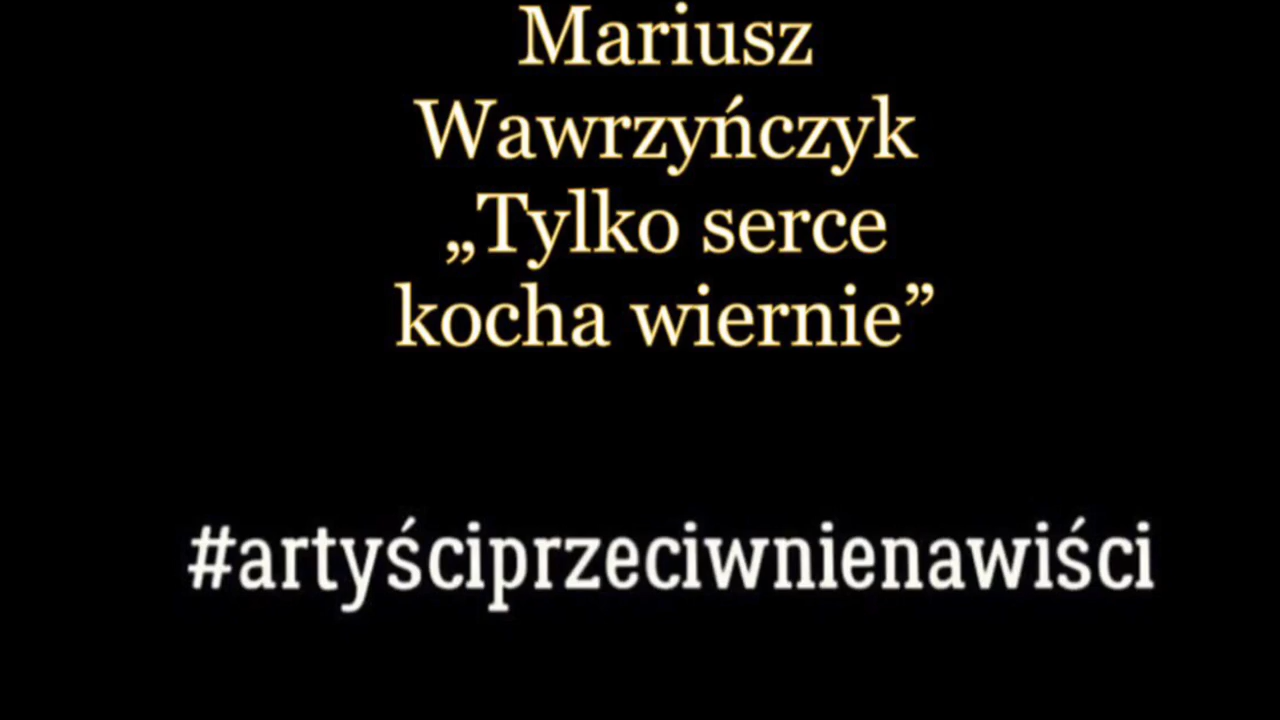 Mariusz
Wawrzyńczyk
„Tylko serce
kocha wiernie”
#artyściprzeciwnienawiści